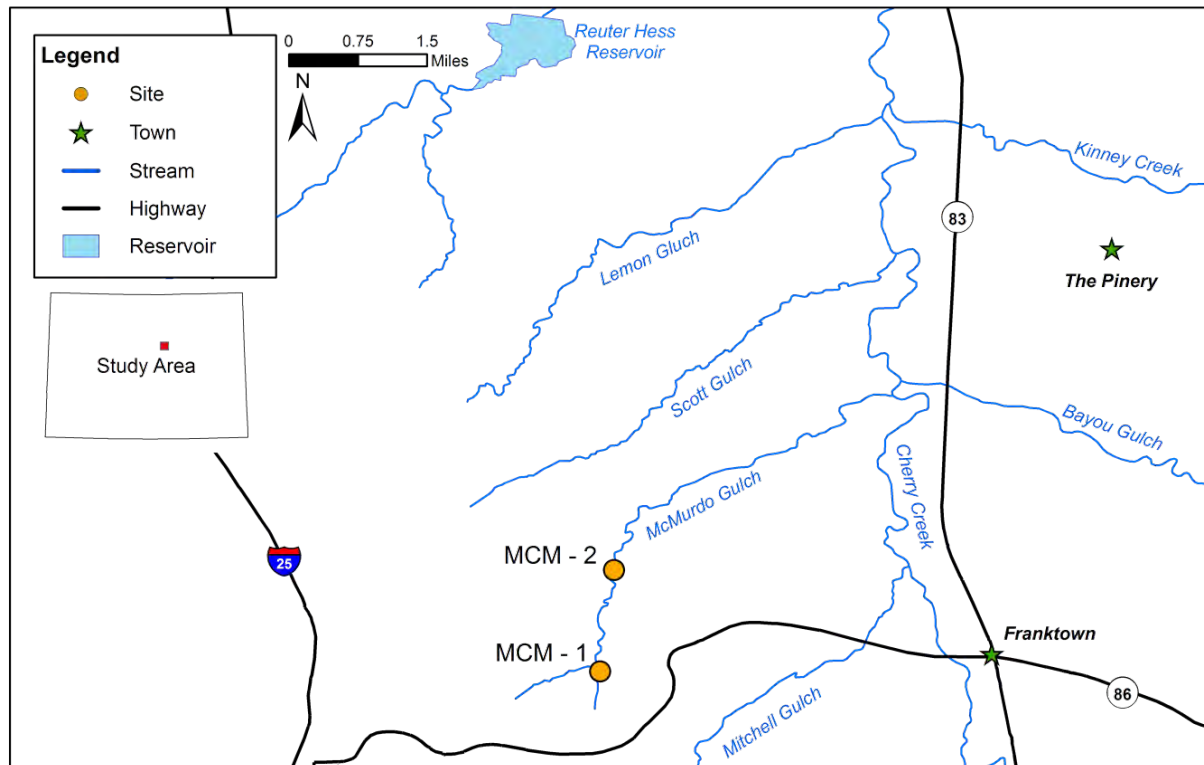 Legend
Site
Town
Stream
Highway
Reservoir
0 0.75 1.5
Miles
N
Reuter Hess
Reservoir
Study Area
Kinney Creek
83
Lemon Gluch
The Pinery
Scott Gulch
Bayou Gulch
McMurdo Gulch
Cherry Creek
MCM - 2
25
Franktown
MCM - 1
86
Mitchell Gulch